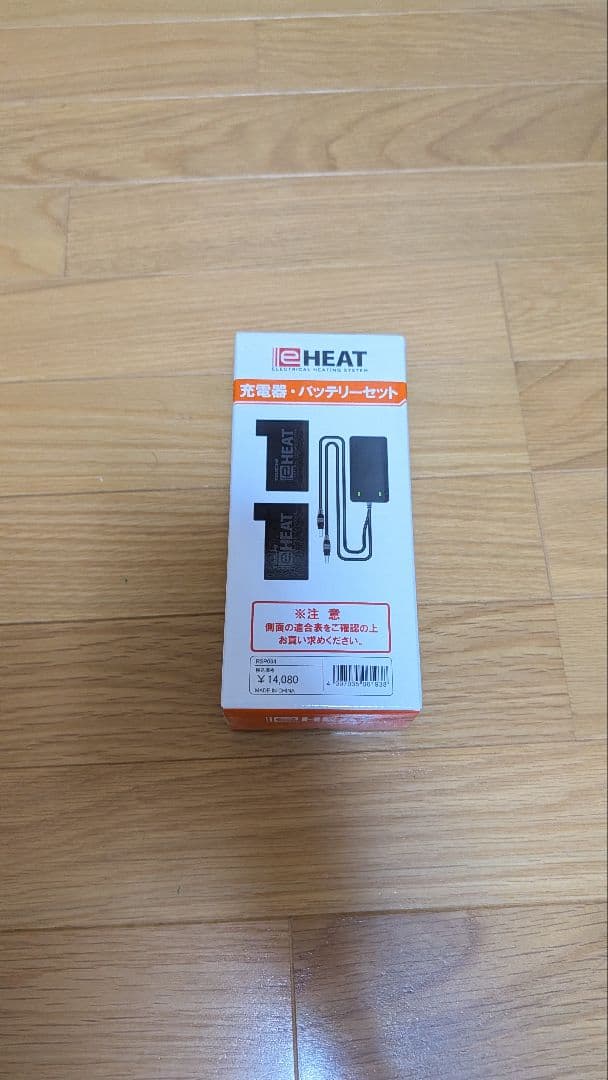 eHEAT
ELECTRICAL HEATING SYSTEM
充電器・バッテリーセット
eHEAT
eHEAT
※注 意
側面の適合表をご確認の上
お買い求めください。
RSP064
¥14,080
MADE IN CHINA
eHEAT